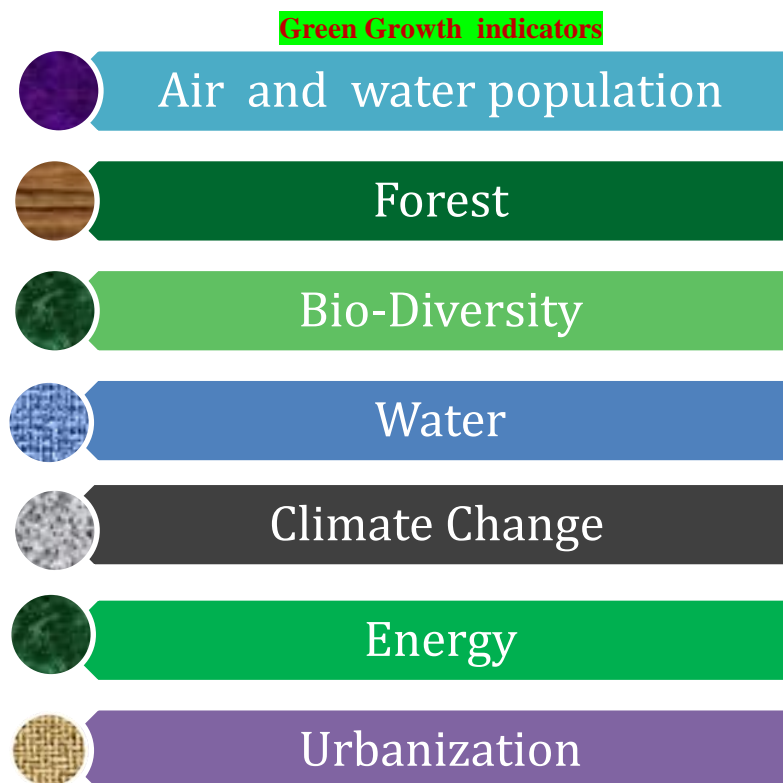 Green Growth indicators
Air and water population
Forest
Bio-Diversity
Water
Climate Change
Energy
Urbanization